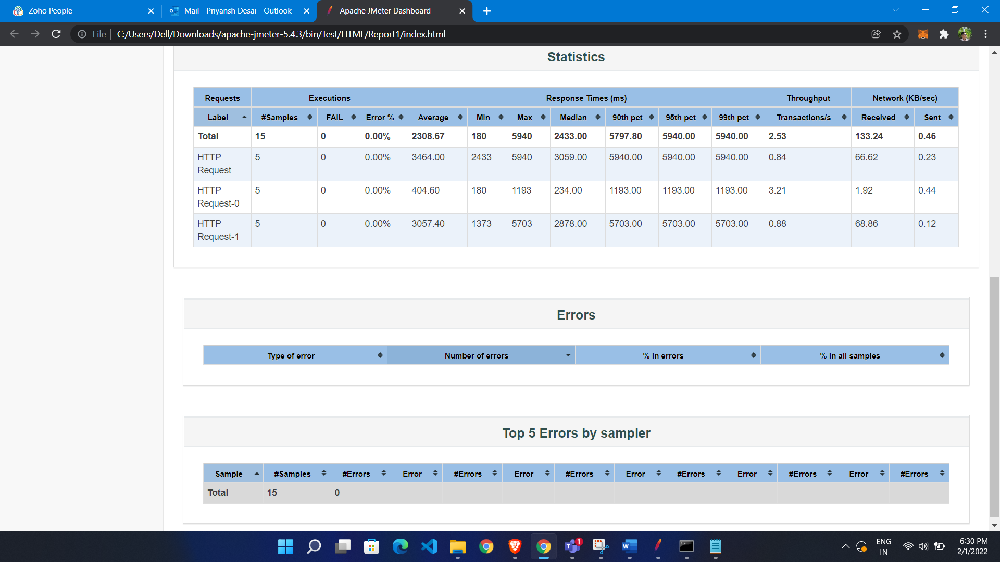 Zoho People
Mail - Priyansh Desai - Outlook
Apache JMeter Dashboard
File
C:/Users/Dell/Downloads/apache-jmeter-5.4.3/bin/Test/HTML/Report1/index.html
Statistics
Requests Executions Response Times (ms) Throughput Network (KB/sec)
Label #Samples FAIL Error % Average Min Max Median 90th pct 95th pct 99th pct Transactions/s Received Sent
Total 15 0 0.00% 2308.67 180 5940 2433.00 5797.80 5940.00 5940.00 2.53 133.24 0.46
HTTP Request 5 0 0.00% 3464.00 2433 5940 3059.00 5940.00 5940.00 5940.00 0.84 66.62 0.23
HTTP Request-0 5 0 0.00% 404.60 180 1193 234.00 1193.00 1193.00 1193.00 3.21 1.92 0.44
HTTP Request-1 5 0 0.00% 3057.40 1373 5703 2878.00 5703.00 5703.00 5703.00 0.88 68.86 0.12
Errors
Type of error Number of errors % in errors % in all samples
Top 5 Errors by sampler
Sample #Samples #Errors Error #Errors Error #Errors Error #Errors Error #Errors Error #Errors
Total 15 0
1
ENG
IN
6:30 PM
2/1/2022